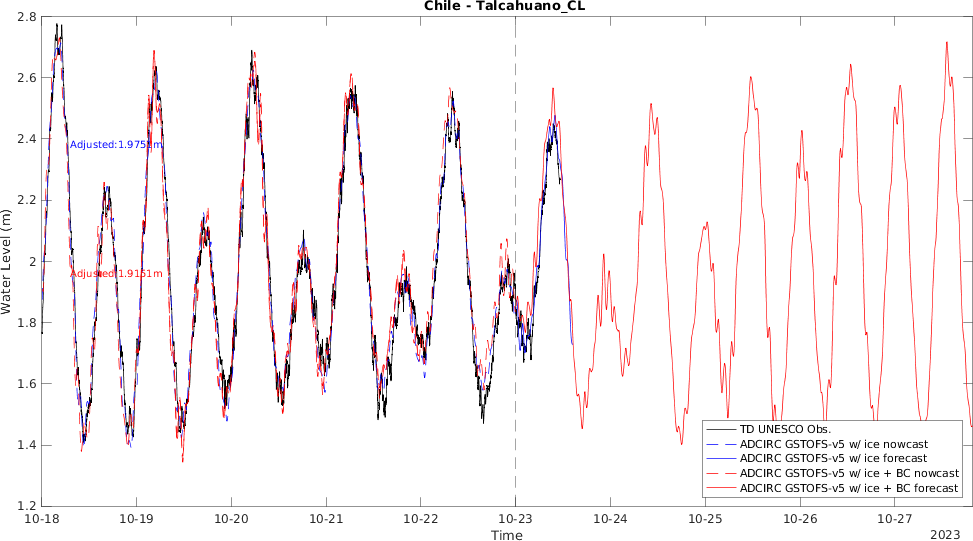 Chile - Talcahuano_CL
2.8
2.6
2.4
2.2
2
1.8
1.6
1.4
1.2
Water Level (m)
Adjusted:1.9751m
Adjusted:1.9151m
TD UNESCO Obs.
ADCIRC GSTOFS-v5 w/ ice nowcast
ADCIRC GSTOFS-v5 w/ ice forecast
ADCIRC GSTOFS-v5 w/ ice + BC nowcast
ADCIRC GSTOFS-v5 w/ ice + BC forecast
10-18 10-19 10-20 10-21 10-22 10-23 10-24 10-25 10-26 10-27
Time
2023